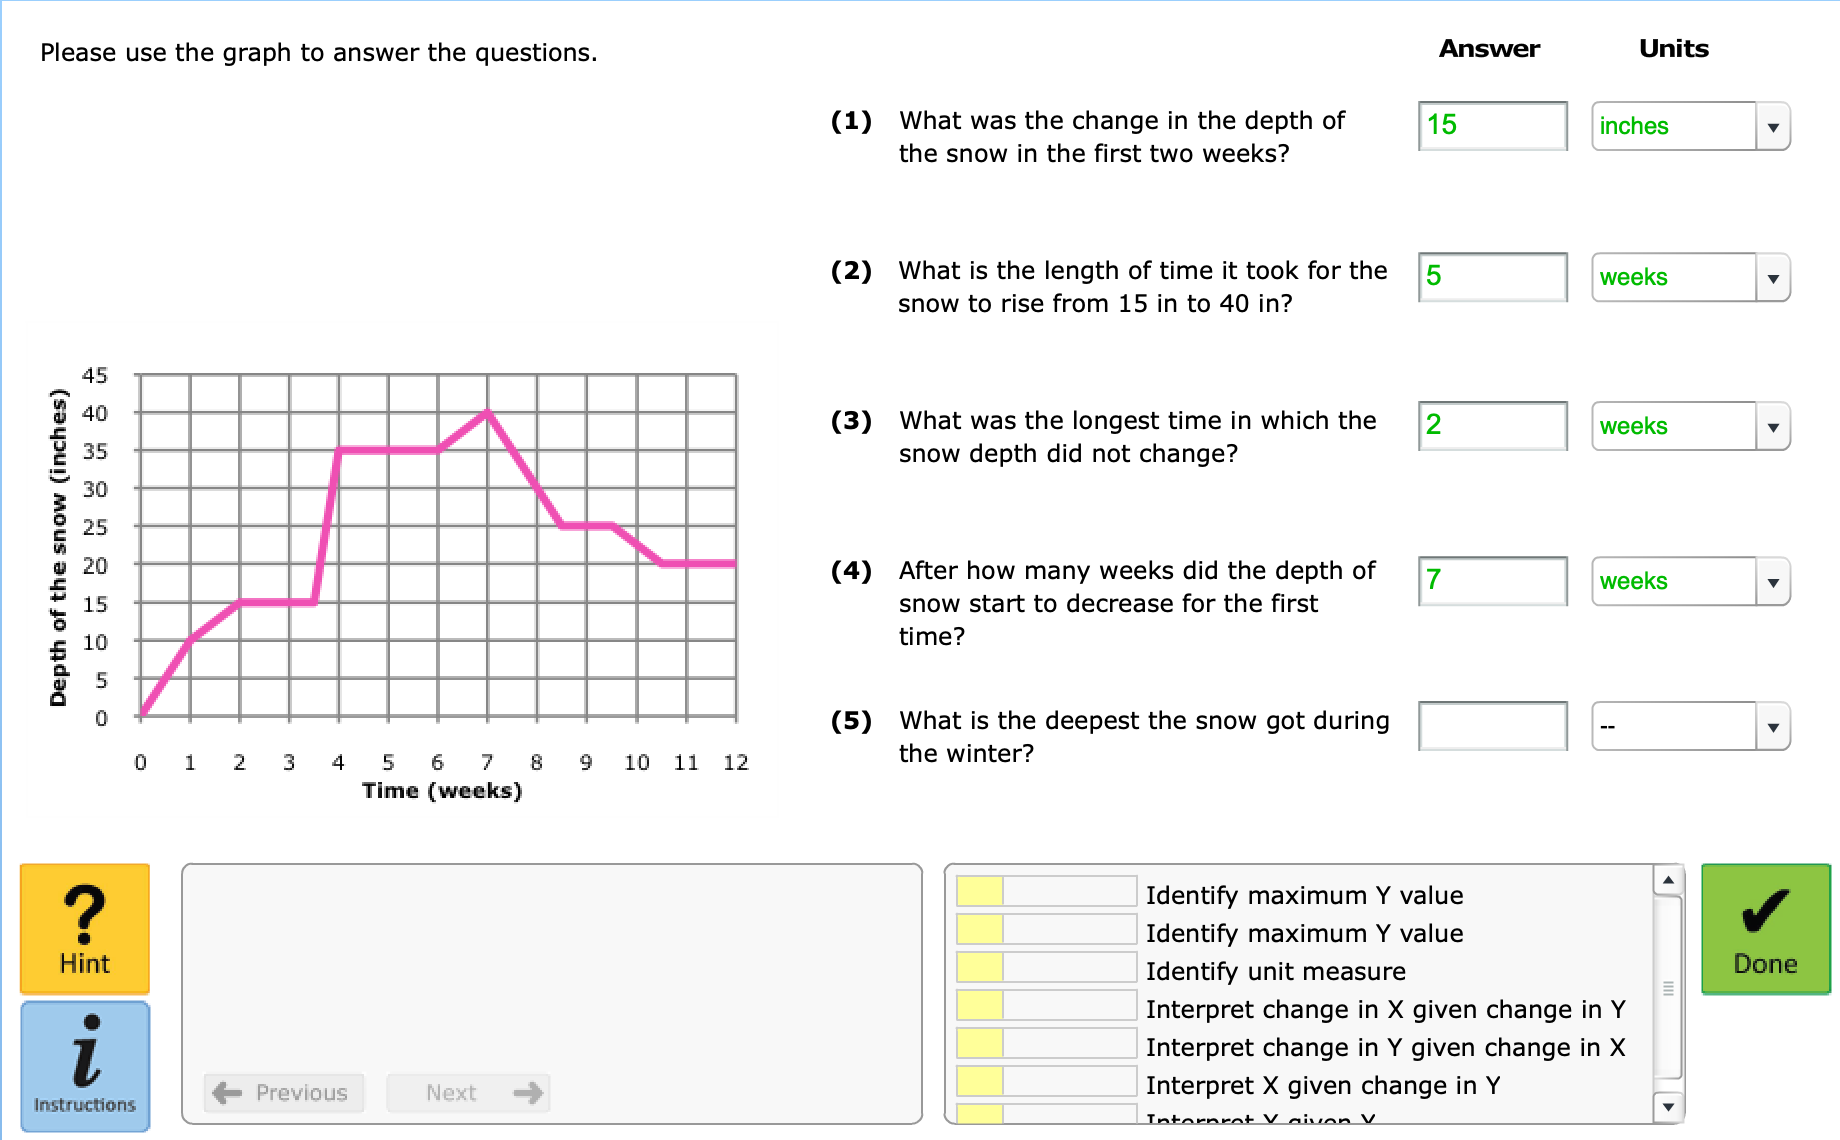 Please use the graph to answer the questions.
Answer
Units
(1) What was the change in the depth of
the snow in the first two weeks?
15
inches
(2) What is the length of time it took for the
snow to rise from 15 in to 40 in?
5
weeks
(3) What was the longest time in which the
snow depth did not change?
2
weeks
(4) After how many weeks did the depth of
snow start to decrease for the first
time?
7
weeks
(5) What is the deepest the snow got during
the winter?
--
Depth of the snow (inches)
45
40
35
30
25
20
15
10
5
0
0 1 2 3 4 5 6 7 8 9 10 11 12
Time (weeks)
?
Hint
i
Instructions
Previous
Next
Identify maximum Y value
Identify maximum Y value
Identify unit measure
Interpret change in X given change in Y
Interpret change in Y given change in X
Interpret X given change in Y
Interpret X given Y
Done